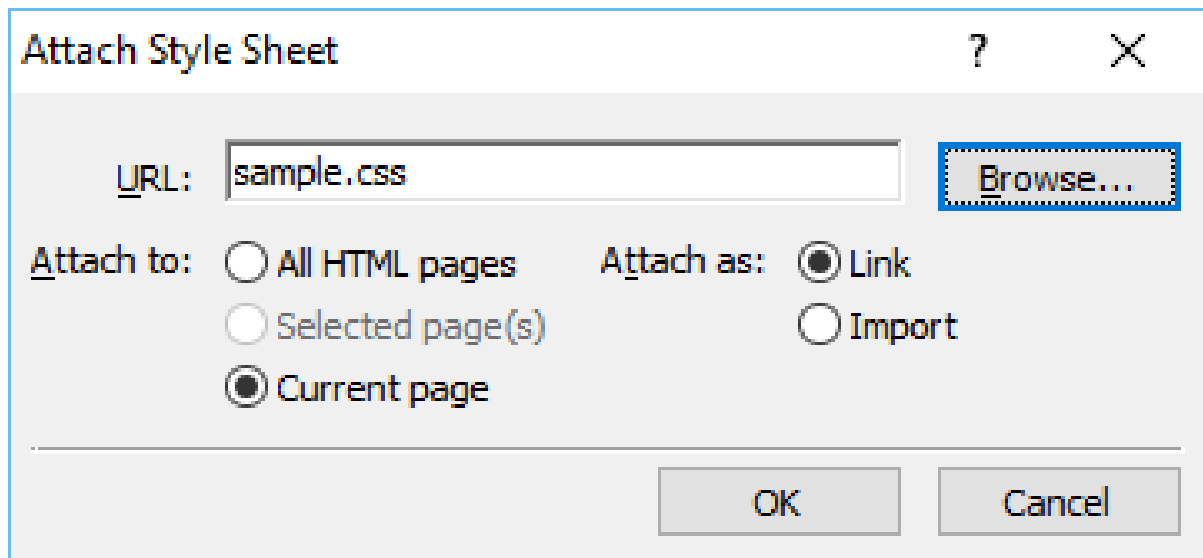 Attach Style Sheet ?
URL: sample.css Browse...
Attach to: All HTML pages Attach as: Link
Selected page(s) Import
Current page
OK Cancel